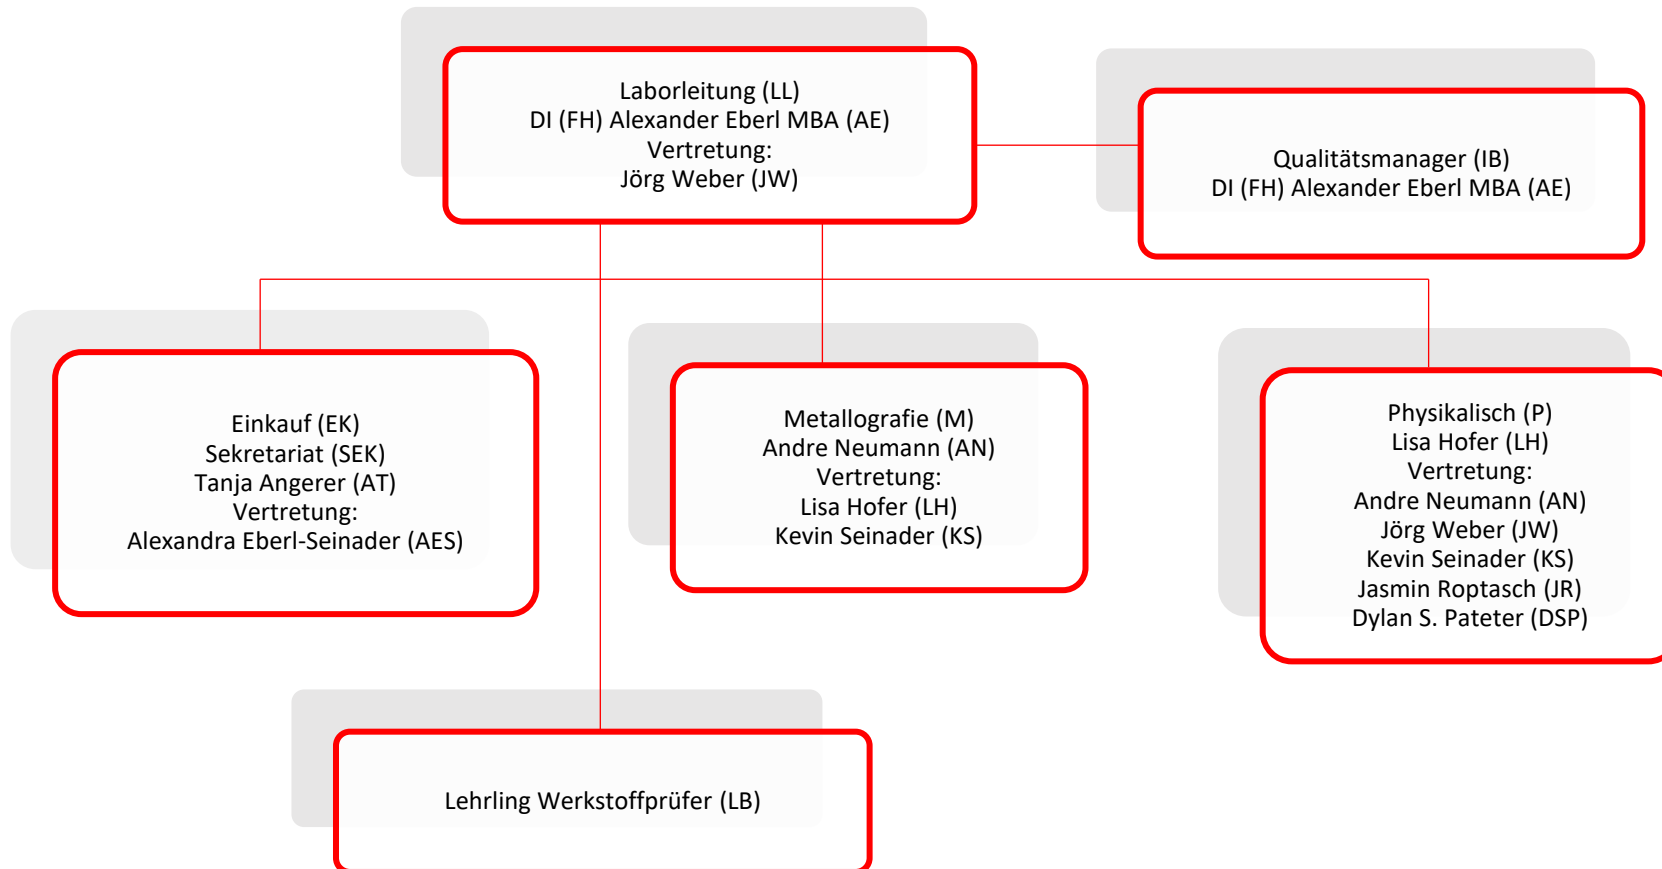 Laborleitung (LL)
DI (FH) Alexander Eberl MBA (AE)
Vertretung:
Jörg Weber (JW)
Qualitätsmanager (IB)
DI (FH) Alexander Eberl MBA (AE)
Einkauf (EK)
Sekretariat (SEK)
Tanja Angerer (AT)
Vertretung:
Alexandra Eberl-Seinader (AES)
Metallografie (M)
Andre Neumann (AN)
Vertretung:
Lisa Hofer (LH)
Kevin Seinader (KS)
Physikalisch (P)
Lisa Hofer (LH)
Vertretung:
Andre Neumann (AN)
Jörg Weber (JW)
Kevin Seinader (KS)
Jasmin Roptasch (JR)
Dylan S. Pateter (DSP)
Lehrling Werkstoffprüfer (LB)